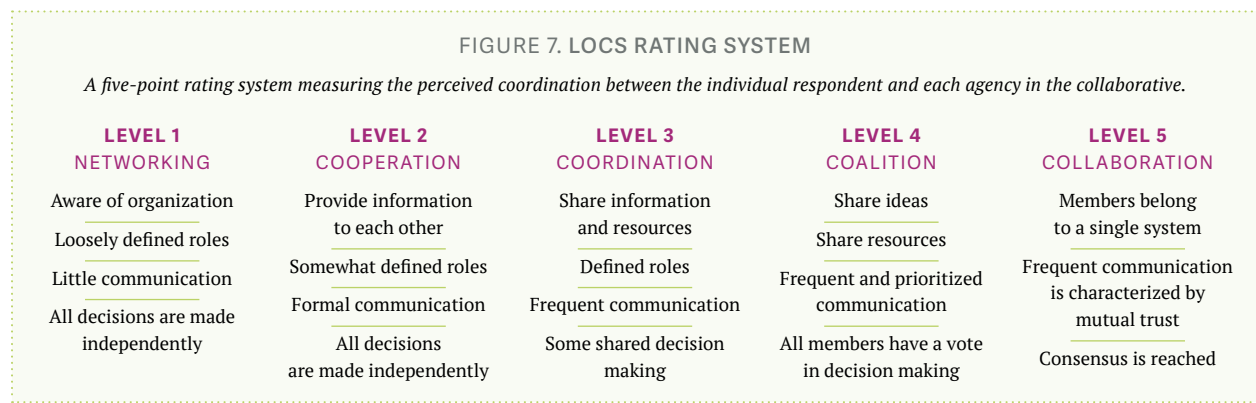 FIGURE 7. LOCS RATING SYSTEM
A five-point rating system measuring the perceived coordination between the individual respondent and each agency in the collaborative.
LEVEL 1
NETWORKING
Aware of organization
Loosely defined roles
Little communication
All decisions are made
independently
LEVEL 2
COOPERATION
Provide information
to each other
Somewhat defined roles
Formal communication
All decisions
are made independently
LEVEL 3
COORDINATION
Share information
and resources
Defined roles
Frequent communication
Some shared decision
making
LEVEL 4
COALITION
Share ideas
Share resources
Frequent and prioritized
communication
All members have a vote
in decision making
LEVEL 5
COLLABORATION
Members belong
to a single system
Frequent communication
is characterized by
mutual trust
Consensus is reached